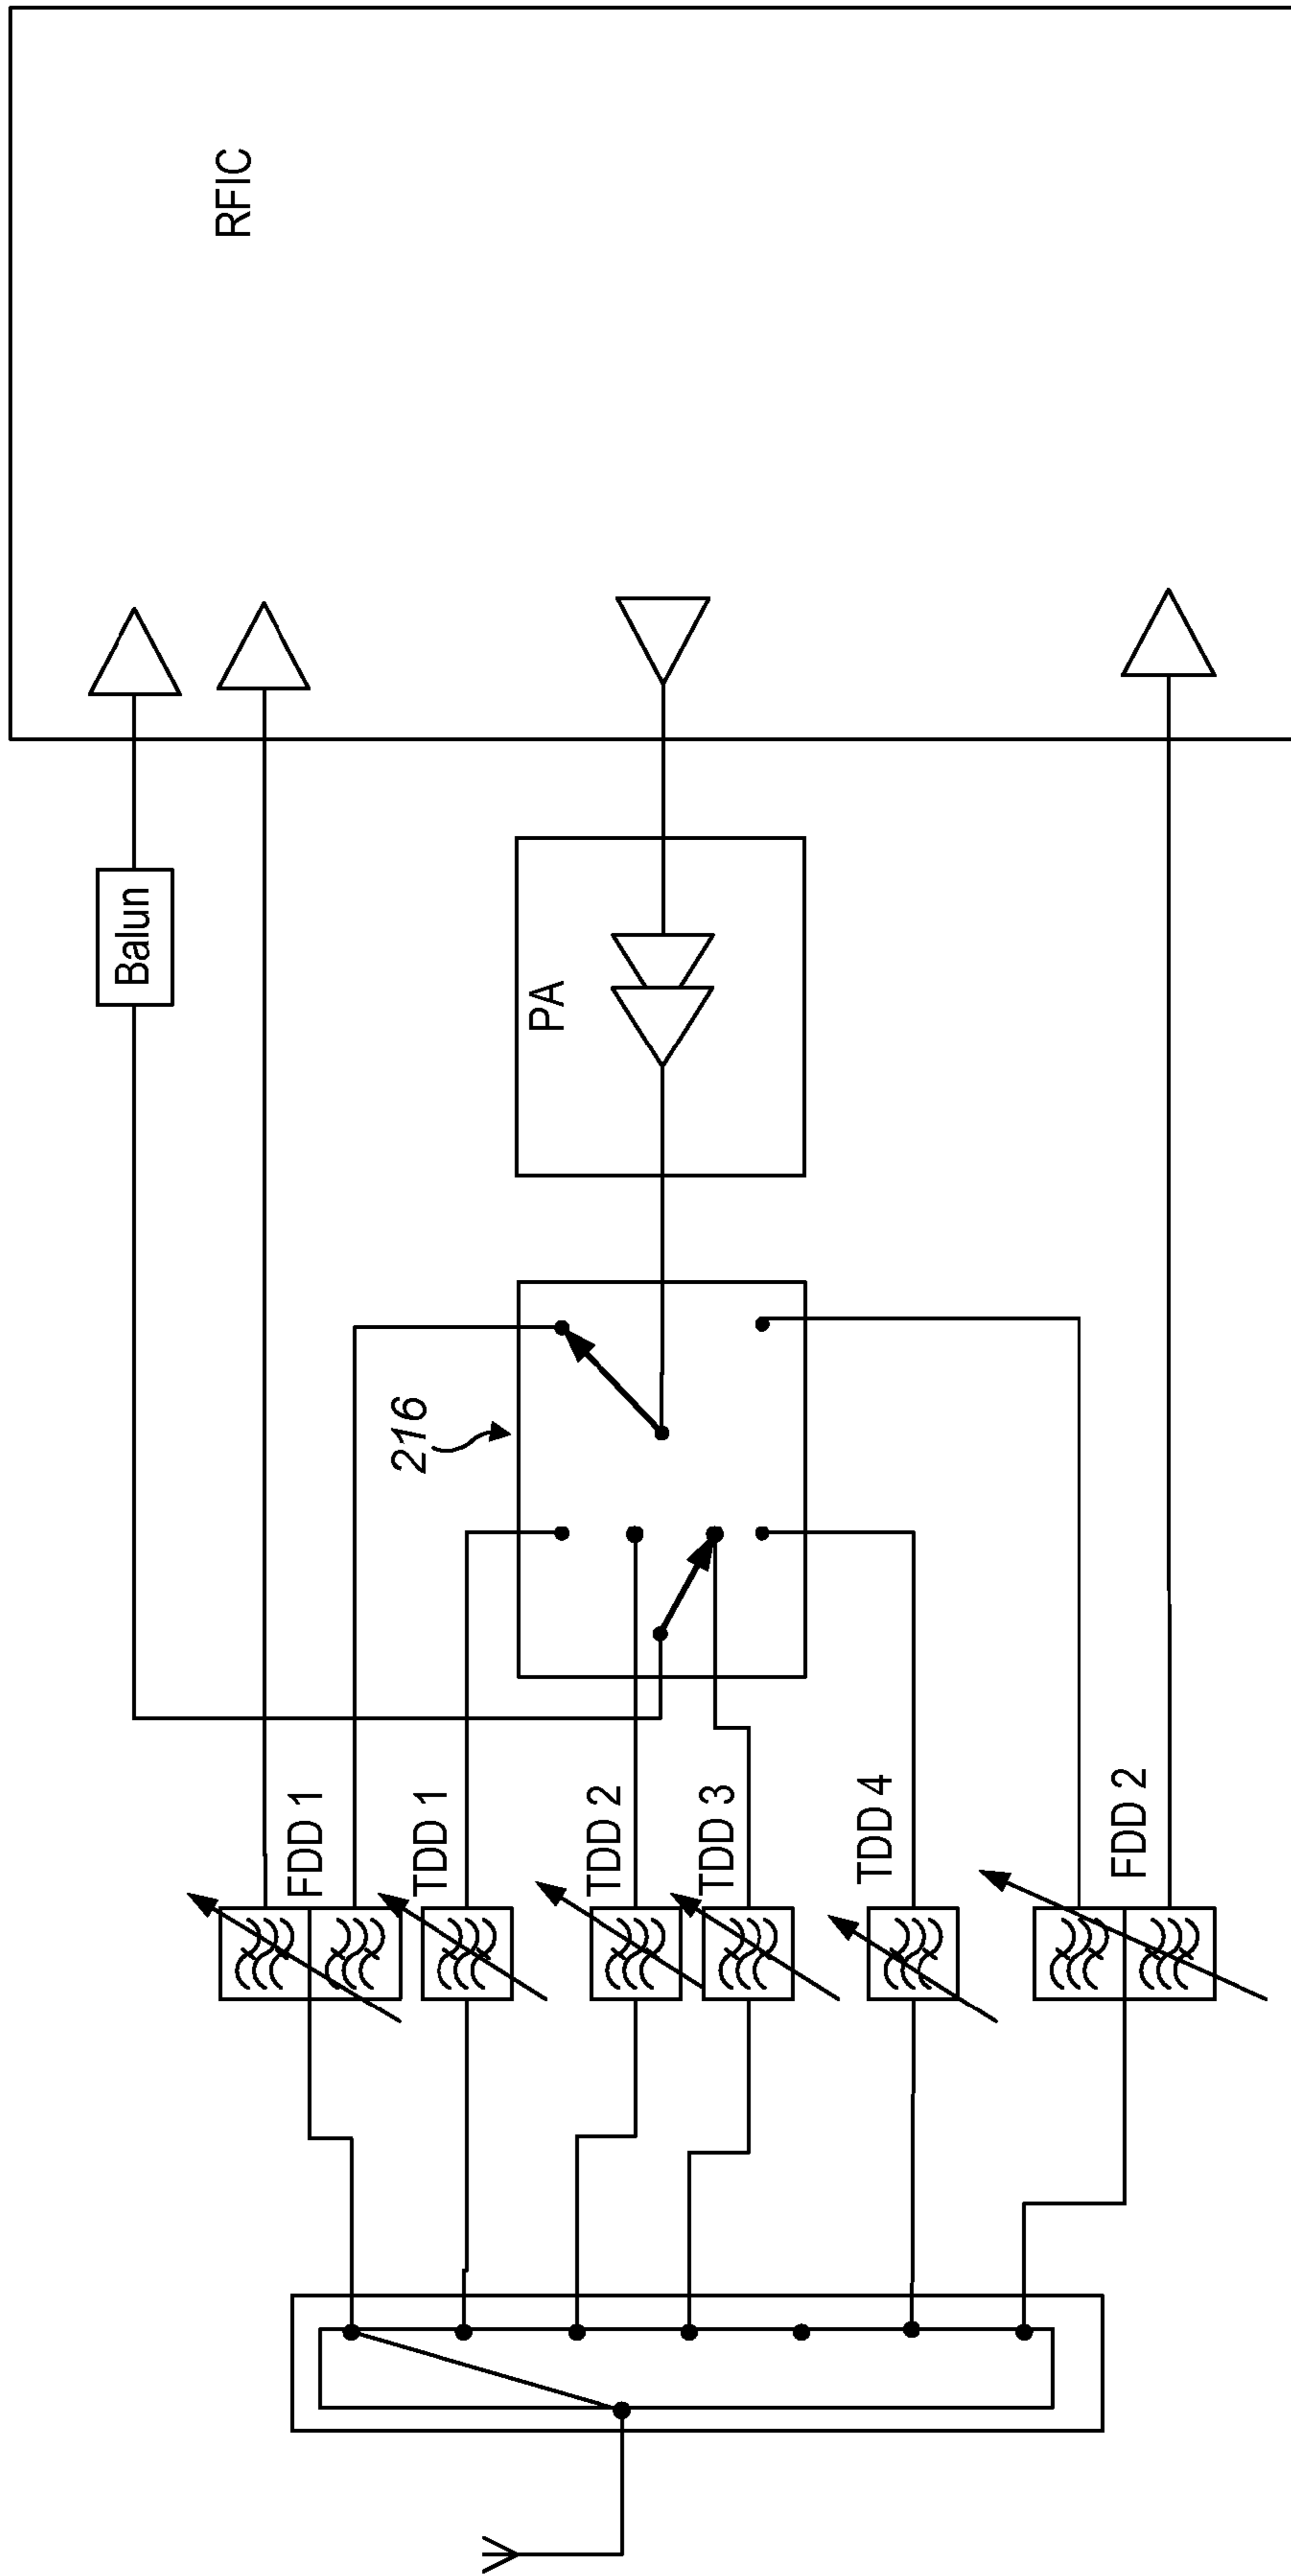 RFIC
Balun
PA
216
FDD 1
TDD 1
TDD 2
TDD 3
TDD 4
FDD 2